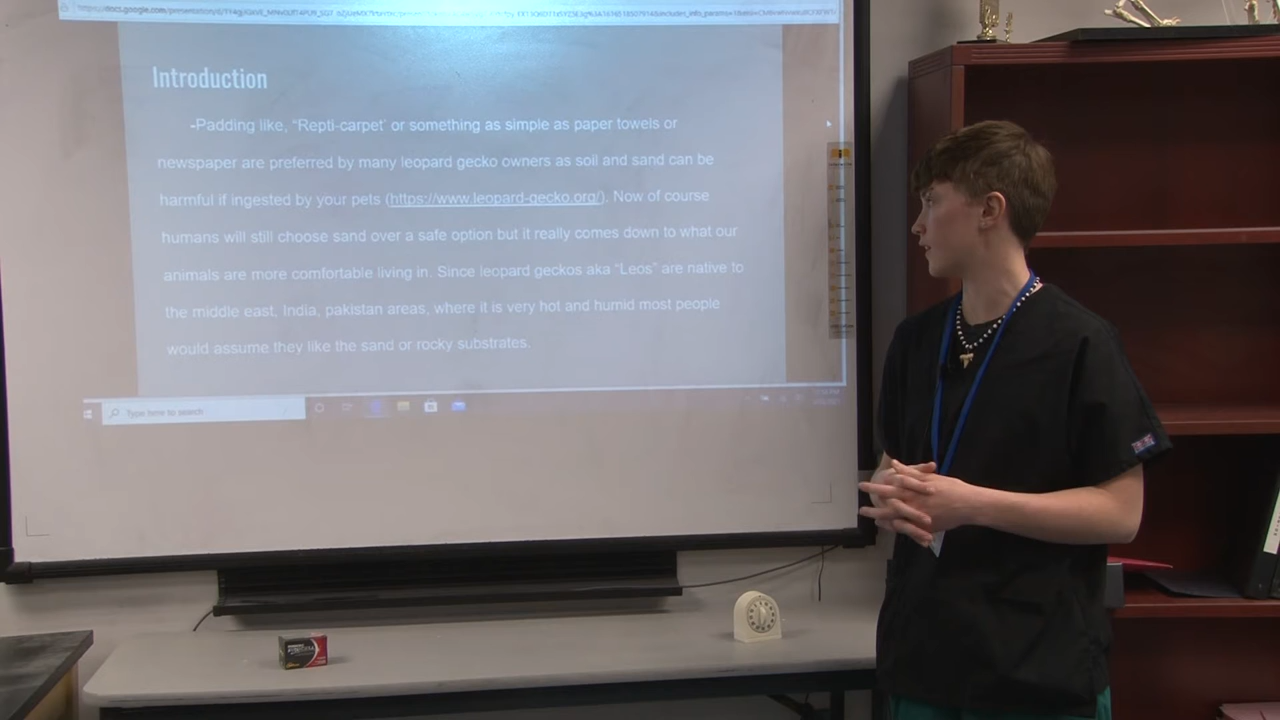 Introduction
-Padding like, “Repti-carpet’ or something as simple as paper towels or
newspaper are preferred by many leopard gecko owners as soil and sand can be
harmful if ingested by your pets (https://www.leopard-gecko.org/). Now of course
humans will still choose sand over a safe option but it really comes down to what our
animals are more comfortable living in. Since leopard geckos aka “Leos” are native to
the middle east, India, pakistan areas, where it is very hot and humid most people
would assume they like the sand or rocky substrates.
Type here to search